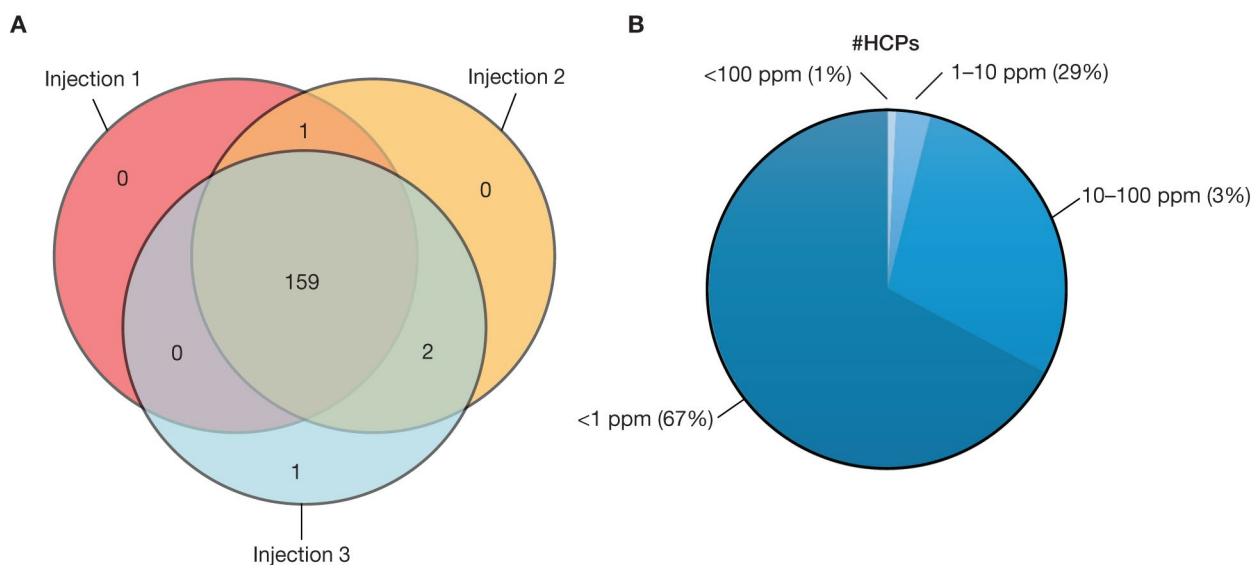 A
Injection 1
Injection 2
1
0
0
159
0
2
1
Injection 3
B
#HCPs
<100 ppm (1%)
1–10 ppm (29%)
10–100 ppm (3%)
<1 ppm (67%)